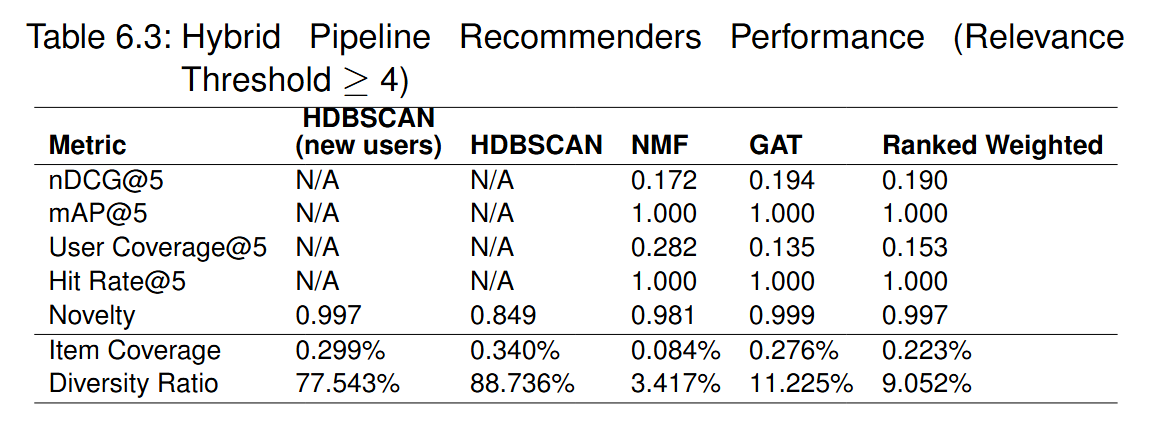 Table 6.3: Hybrid Pipeline Recommenders Performance (Relevance
Threshold ≥ 4)
Metric HDBSCAN (new users) HDBSCAN NMF GAT Ranked Weighted
nDCG@5 N/A N/A 0.172 0.194 0.190
mAP@5 N/A N/A 1.000 1.000 1.000
User Coverage@5 N/A N/A 0.282 0.135 0.153
Hit Rate@5 N/A N/A 1.000 1.000 1.000
Novelty 0.997 0.849 0.981 0.999 0.997
Item Coverage 0.299% 0.340% 0.084% 0.276% 0.223%
Diversity Ratio 77.543% 88.736% 3.417% 11.225% 9.052%